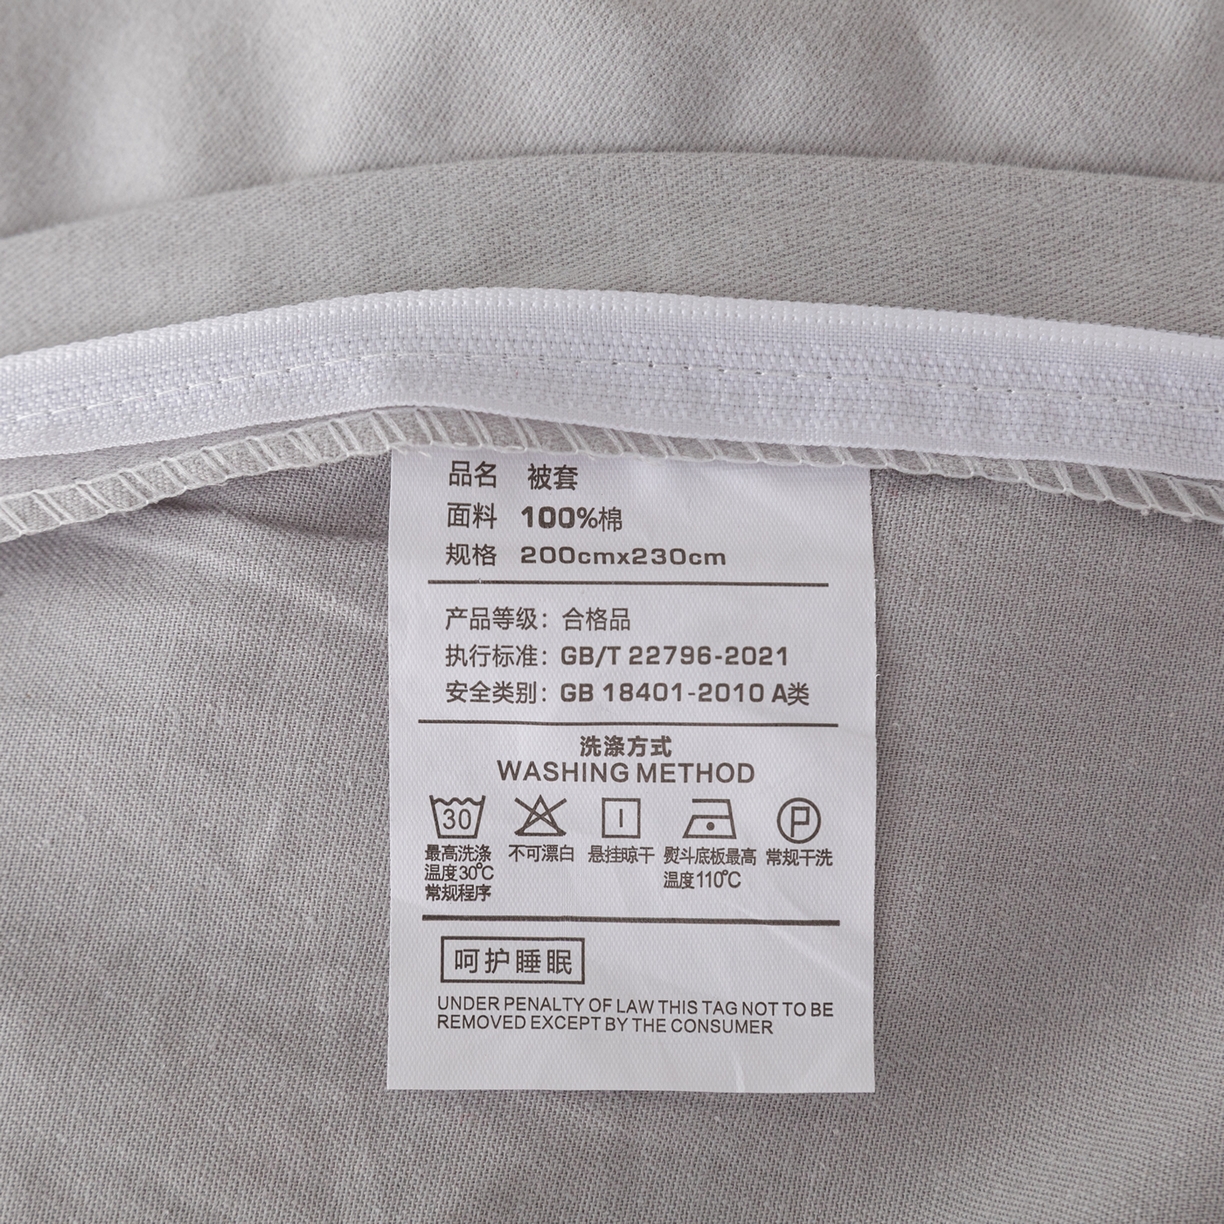 品名 被套
面料 100%棉
规格 200cmx230cm
产品等级：合格品
执行标准：GB/T 22796-2021
安全类别：GB 18401-2010 A类
洗涤方式
WASHING METHOD
30 P
最高洗涤 不可漂白 悬挂晾干 熨斗底板最高 常规干洗
温度30℃ 温度110℃
常规程序
呵护睡眠
UNDER PENALTY OF LAW THIS TAG NOT TO BE
REMOVED EXCEPT BY THE CONSUMER